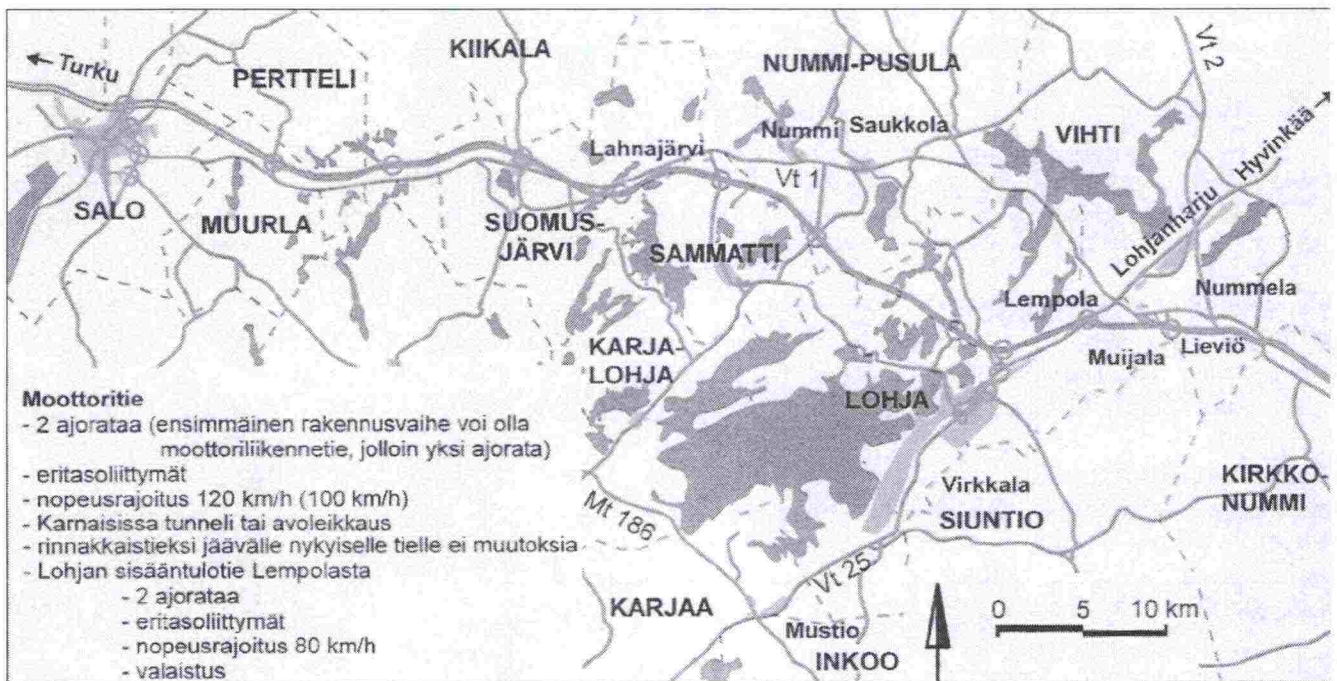 KIIKALA
NUMMI-PUSULA
Vt 2
← Turku
PERTTELI
Nummi
Saukkola
VIHTI
Hyvinkää
Lahnajärvi
Vt 1
Lohjanharju
SALO
MUURLA
SUOMUS-
JÄRVI
SAMMATTI
Lempola
Nummela
KARJA-
LOHJA
Muijala
Lieviö
LOHJA
Moottoritie
- 2 ajorataa (ensimmäinen rakennusvaihe voi olla
moottoriliikennetie, jolloin yksi ajorata)
- eritasoliittymät
- nopeusrajoitus 120 km/h (100 km/h)
- Karnaisissa tunneli tai avoleikkaus
- rinnakkaistieksi jäävälle nykyiselle tielle ei muutoksia
- Lohjan sisääntulotie Lempolasta
- 2 ajorataa
- eritasoliittymät
- nopeusrajoitus 80 km/h
- valaistus
Mt 186
Virkkala
SIUNTIO
KIRKKO-
NUMMI
Vt 25
KARJAA
Mustio
INKOO
0 5 10 km